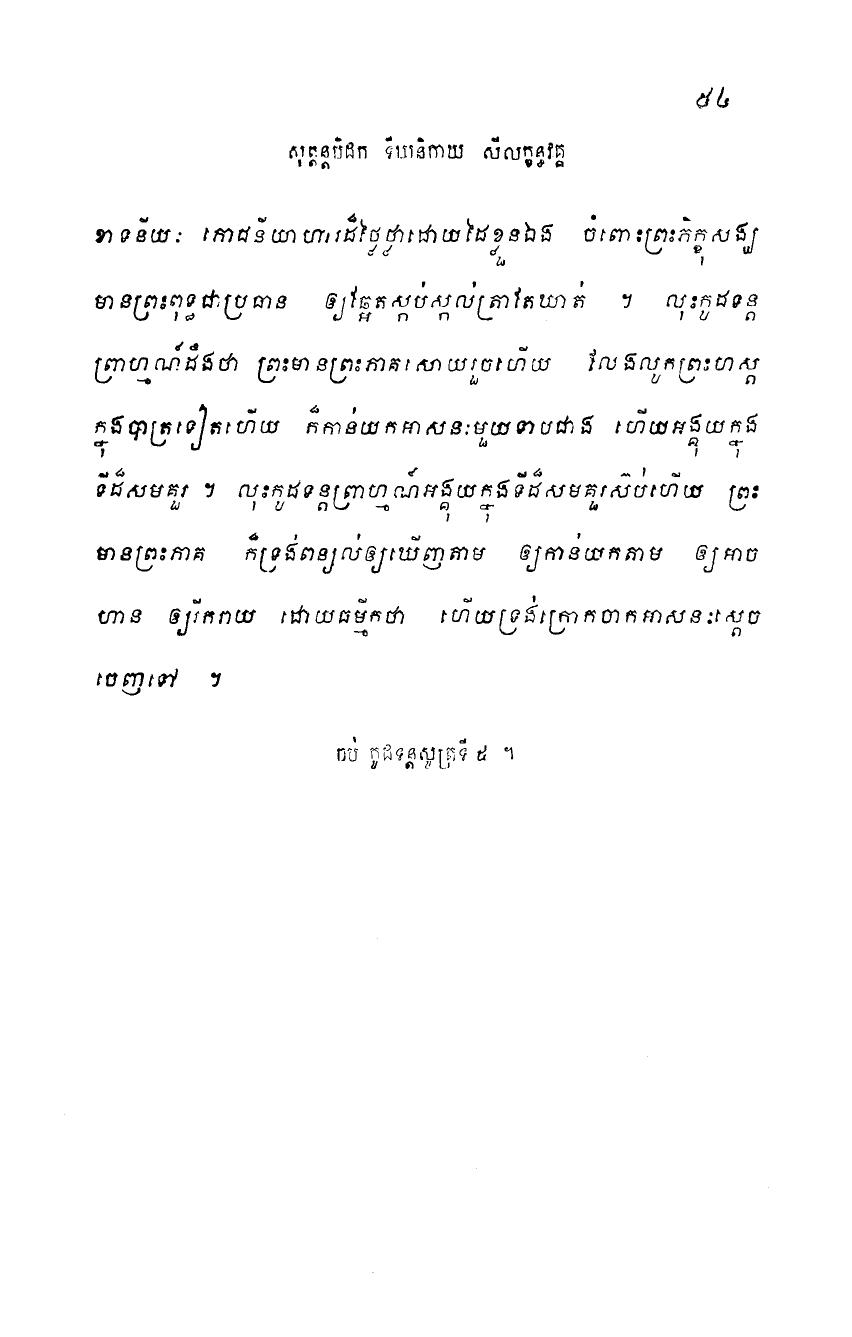 ៥៤
សុត្តន្តបិដក ទីឃនិកាយ សីលក្ខន្ធវគ្គ
ខាទនីយៈ ភោជនីយាហារដ៏ថ្លៃថ្លាដោយដៃខ្លួនឯង ចំពោះព្រះភិក្ខុសង្ឃ
មានព្រះពុទ្ធជាប្រធាន ឲ្យឆ្អែតស្កប់ស្កល់ត្រាតែឃាត់ ។ លុះកូដទន្ត
ព្រាហ្មណ៍ដឹងថា ព្រះមានព្រះភាគសោយរួចហើយ លែងលូកព្រះហស្ត
ក្នុងបាត្រទៀតហើយ ក៏កាន់យកអាសនៈមួយទាបជាង ហើយអង្គុយក្នុង
ទីដ៏សមគួរ ។ លុះកូដទន្តព្រាហ្មណ៍អង្គុយក្នុងទីដ៏សមគួរស៊ប់ហើយ ព្រះ
មានព្រះភាគ ក៏ទ្រង់ពន្យល់ឲ្យឃើញតាម ឲ្យកាន់យកតាម ឲ្យអាច
ហាន ឲ្យរីករាយ ដោយធម្មីកថា ហើយទ្រង់ក្រោកចាកអាសនៈស្តេច
ចេញទៅ ។
ចប់ កូដទន្តសូត្រទី ៥ ។